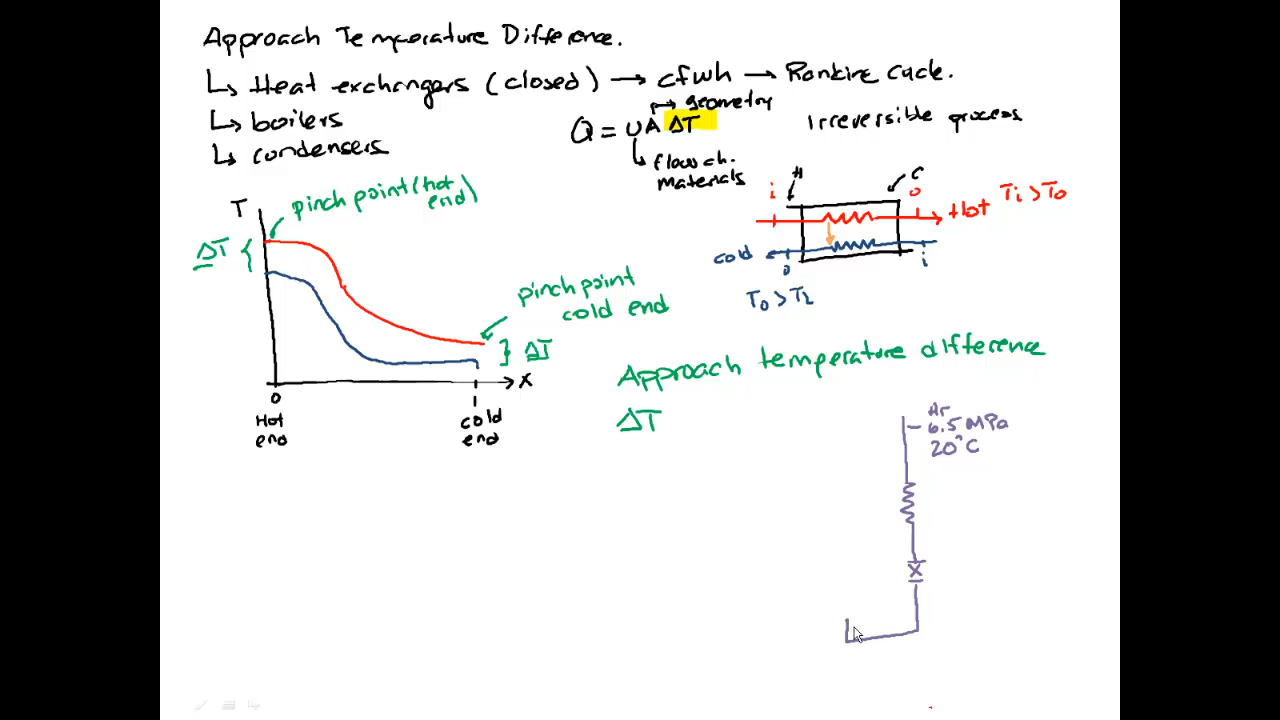 Approach Temperature Difference.
↳ Heat exchangers (closed) → cfwh → Rankine cycle.
↳ boilers
↳ condensers
→ geometry
Q = U A ΔT
↳ flow ch.
materials
Irreversible process
H
C
i
o
Hot
Ti > To
cold
o
i
To > Ti
T
pinch point (hot
end)
ΔT {
pinch point
cold end
} ΔT
x
0
1
Hot
end
cold
end
Approach temperature difference
ΔT
Ar
6.5 MPa
20°C
X